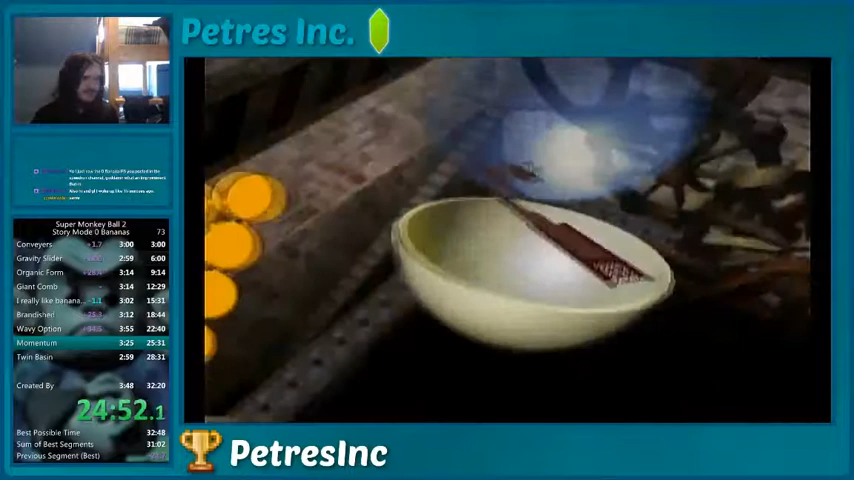 Petres Inc.
Super Monkey Ball 2
Story Mode 0 Bananas 73
Conveyers +1.7 3:00 3:00
Gravity Slider 2:59 6:00
Organic Form 3:14 9:14
Giant Comb - 3:14 12:29
I really like banana... -1.1 3:02 15:31
Brandished 3:12 18:44
Wavy Option 3:55 22:40
Momentum 3:25 25:31
Twin Basin 2:59 28:31
Created By 3:48 32:20
24:52.1
Best Possible Time 32:48
Sum of Best Segments 31:02
Previous Segment (Best)
PetresInc